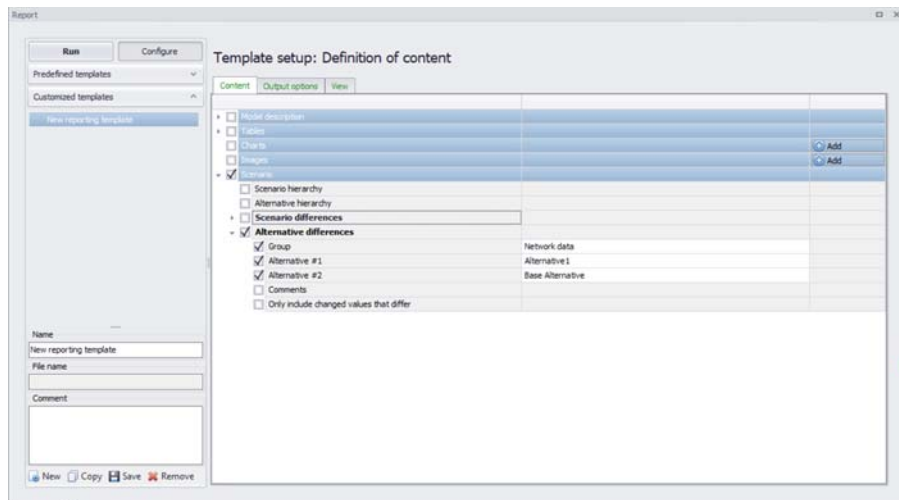 Report
Run Configure
Predefined templates
Customized templates
New reporting template
Name
New reporting template
File name
Comment
New Copy Save Remove
Template setup: Definition of content
Content Output options View
Model description
Tables
Charts Add
Images Add
Scenario
Scenario hierarchy
Alternative hierarchy
Scenario differences
Alternative differences
Group Network data
Alternative #1 Alternative1
Alternative #2 Base Alternative
Comments
Only include changed values that differ